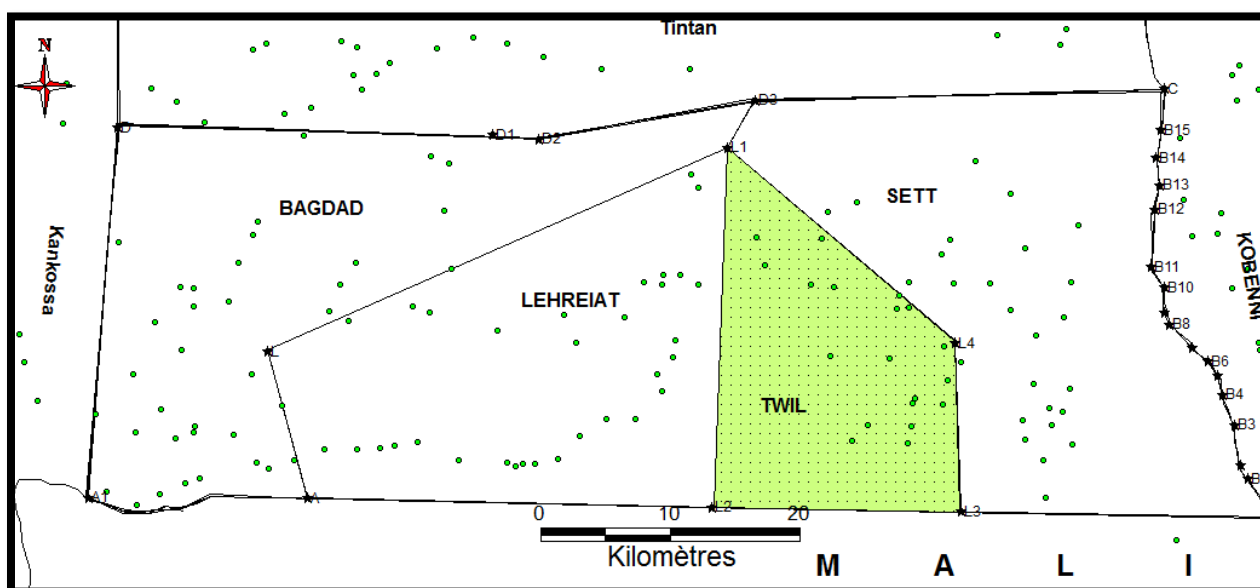 Tintan
N
C
D3
D
D1
D2
B15
L1
B14
B13
BAGDAD
SETT
B12
Kankossa
KOBENNI
B11
B10
LEHREIAT
B8
L4
L
B6
B4
TWIL
B3
B
A1
A
L2
L3
0 10 20
Kilomètres
M A L I